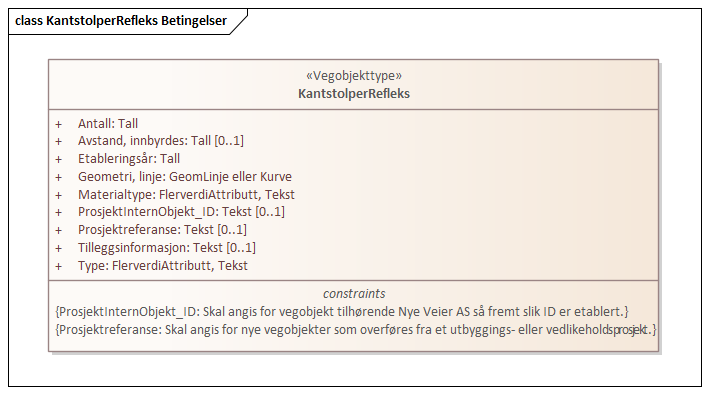 class KantstolperRefleks Betingelser
«Vegobjekttype»
KantstolperRefleks
+ Antall: Tall
+ Avstand, innbyrdes: Tall [0..1]
+ Etableringsår: Tall
+ Geometri, linje: GeomLinje eller Kurve
+ Materialtype: FlerverdiAttributt, Tekst
+ ProsjektInternObjekt_ID: Tekst [0..1]
+ Prosjektreferanse: Tekst [0..1]
+ Tilleggsinformasjon: Tekst [0..1]
+ Type: FlerverdiAttributt, Tekst
constraints
{ProsjektInternObjekt_ID: Skal angis for vegobjekt tilhørende Nye Veier AS så fremt slik ID er etablert.}
{Prosjektreferanse: Skal angis for nye vegobjekter som overføres fra et utbyggings- eller vedlikeholdsprosjekt.}